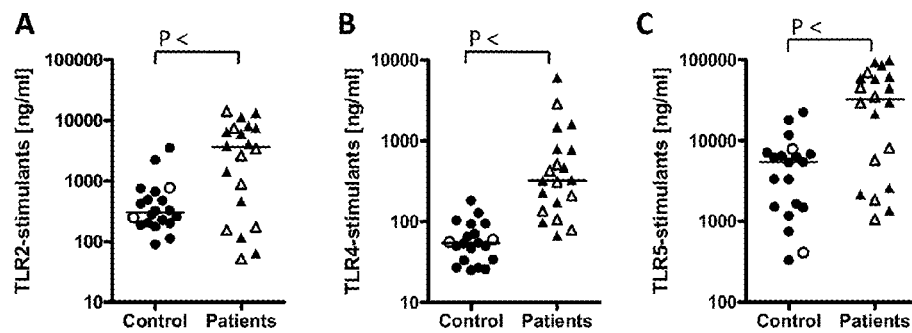 A
P <
TLR2-stimulants [ng/ml]
100000
10000
1000
100
10
Control Patients
B
P <
TLR4-stimulants [ng/ml]
10000
1000
100
10
Control Patients
C
P <
TLR5-stimulants [ng/ml]
100000
10000
1000
100
Control Patients